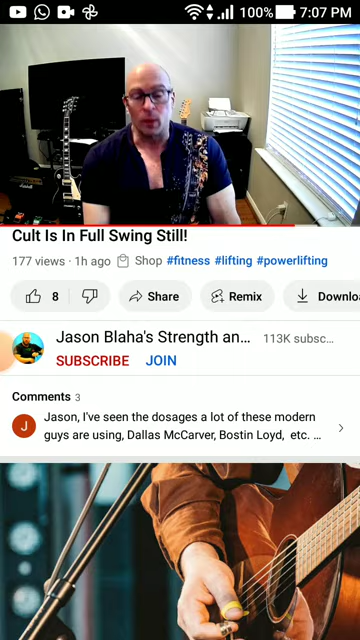 100% 7:07 PM
Cult Is In Full Swing Still!
177 views · 1h ago Shop #fitness #lifting #powerlifting
8 Share Remix Downlo
Jason Blaha's Strength an... 113K subsc...
SUBSCRIBE JOIN
Comments 3
J
Jason, I've seen the dosages a lot of these modern
guys are using, Dallas McCarver, Bostin Loyd, etc. ...